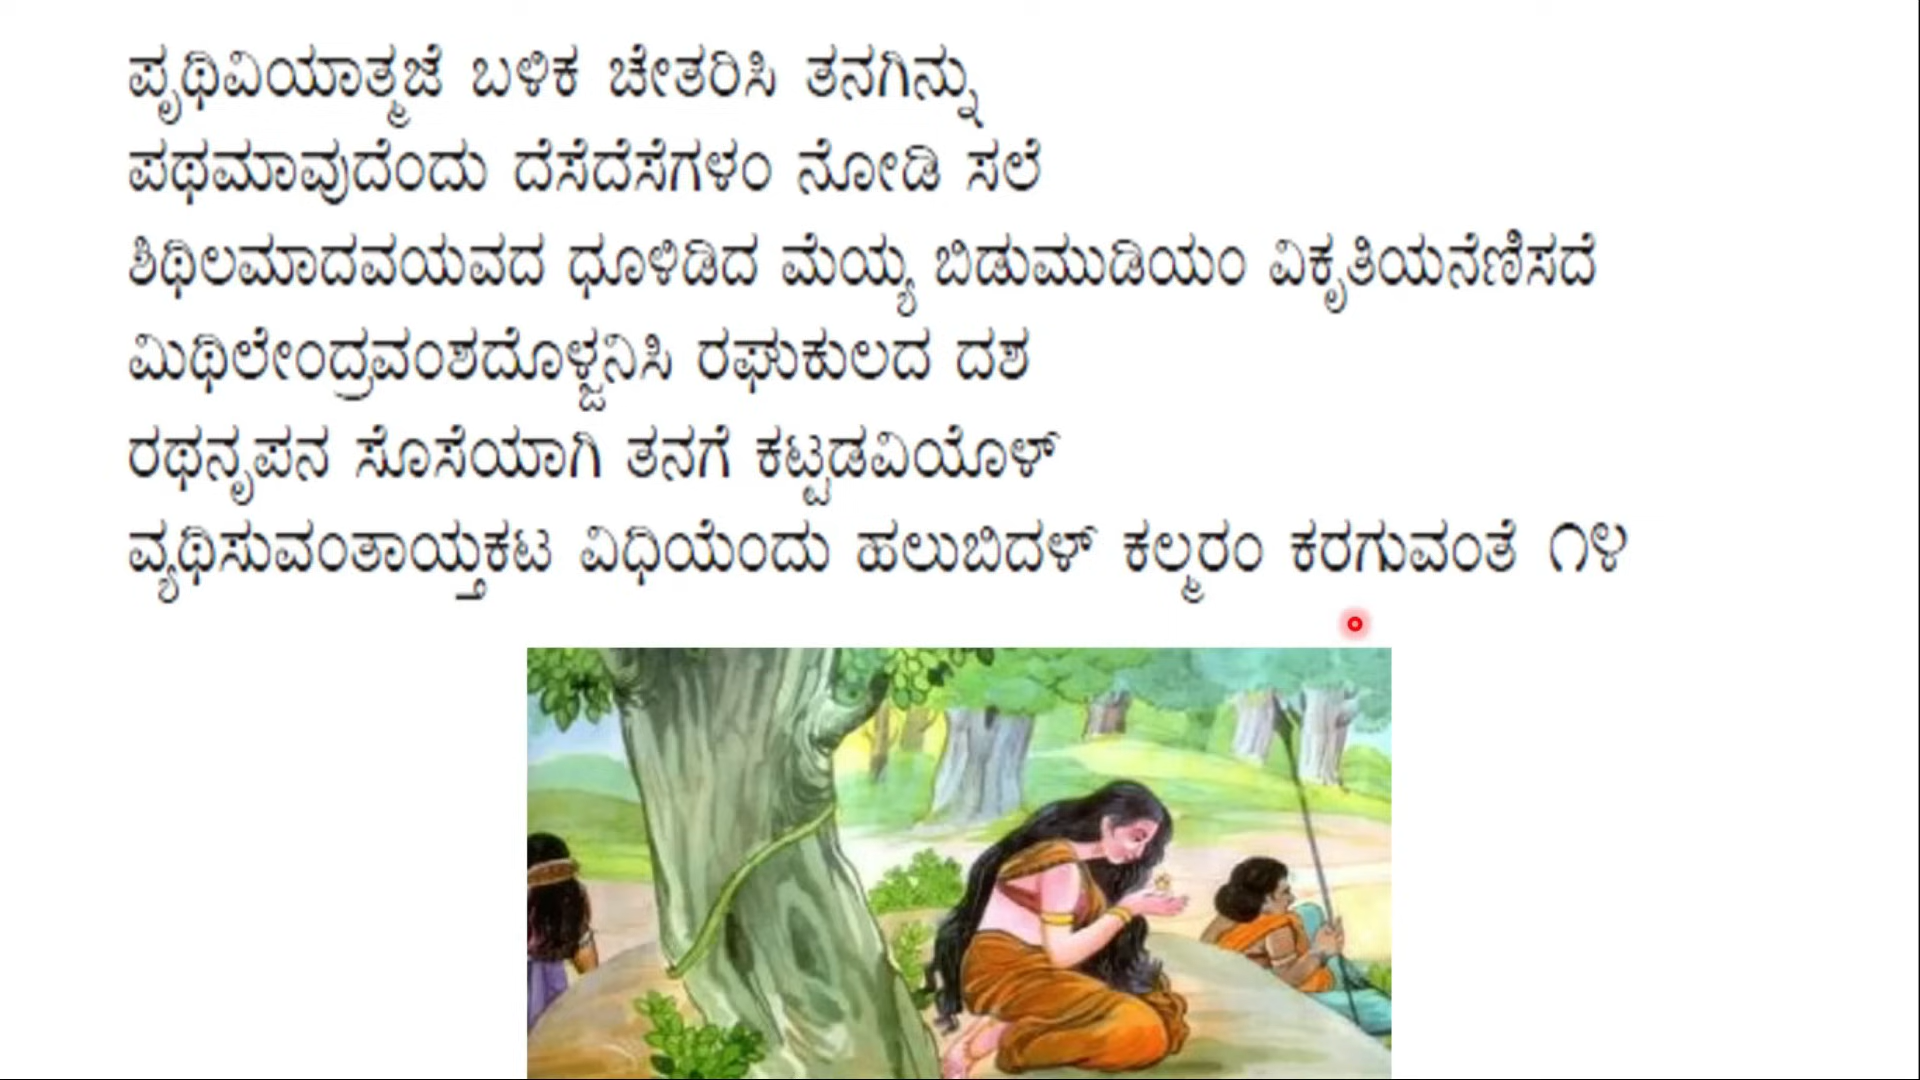 ಪೃಥಿವಿಯಾತ್ಮಜೆ ಬಳಿಕ ಚೇತರಿಸಿ ತನಗಿನ್ನು
ಪಥಮಾವುದೆಂದು ದೆಸೆದೆಸೆಗಳಂ ನೋಡಿ ಸಲೆ
ಶಿಥಿಲಮಾದವಯವದ ಧೂಳಿಡಿದ ಮೆಯ್ಯ ಬಿಡುಮುಡಿಯಂ ವಿಕೃತಿಯನೆಣಿಸದೆ
ಮಿಥಿಲೇಂದ್ರವಂಶದೊಳ್ಜನಿಸಿ ರಘುಕುಲದ ದಶ
ರಥನೃಪನ ಸೊಸೆಯಾಗಿ ತನಗೆ ಕಟ್ಟಡವಿಯೊಳ್
ವ್ಯಥಿಸುವಂತಾಯ್ತಕಟ ವಿಧಿಯೆಂದು ಹಲುಬಿದಳ್ ಕಲ್ಮರಂ ಕರಗುವಂತೆ ೧೪